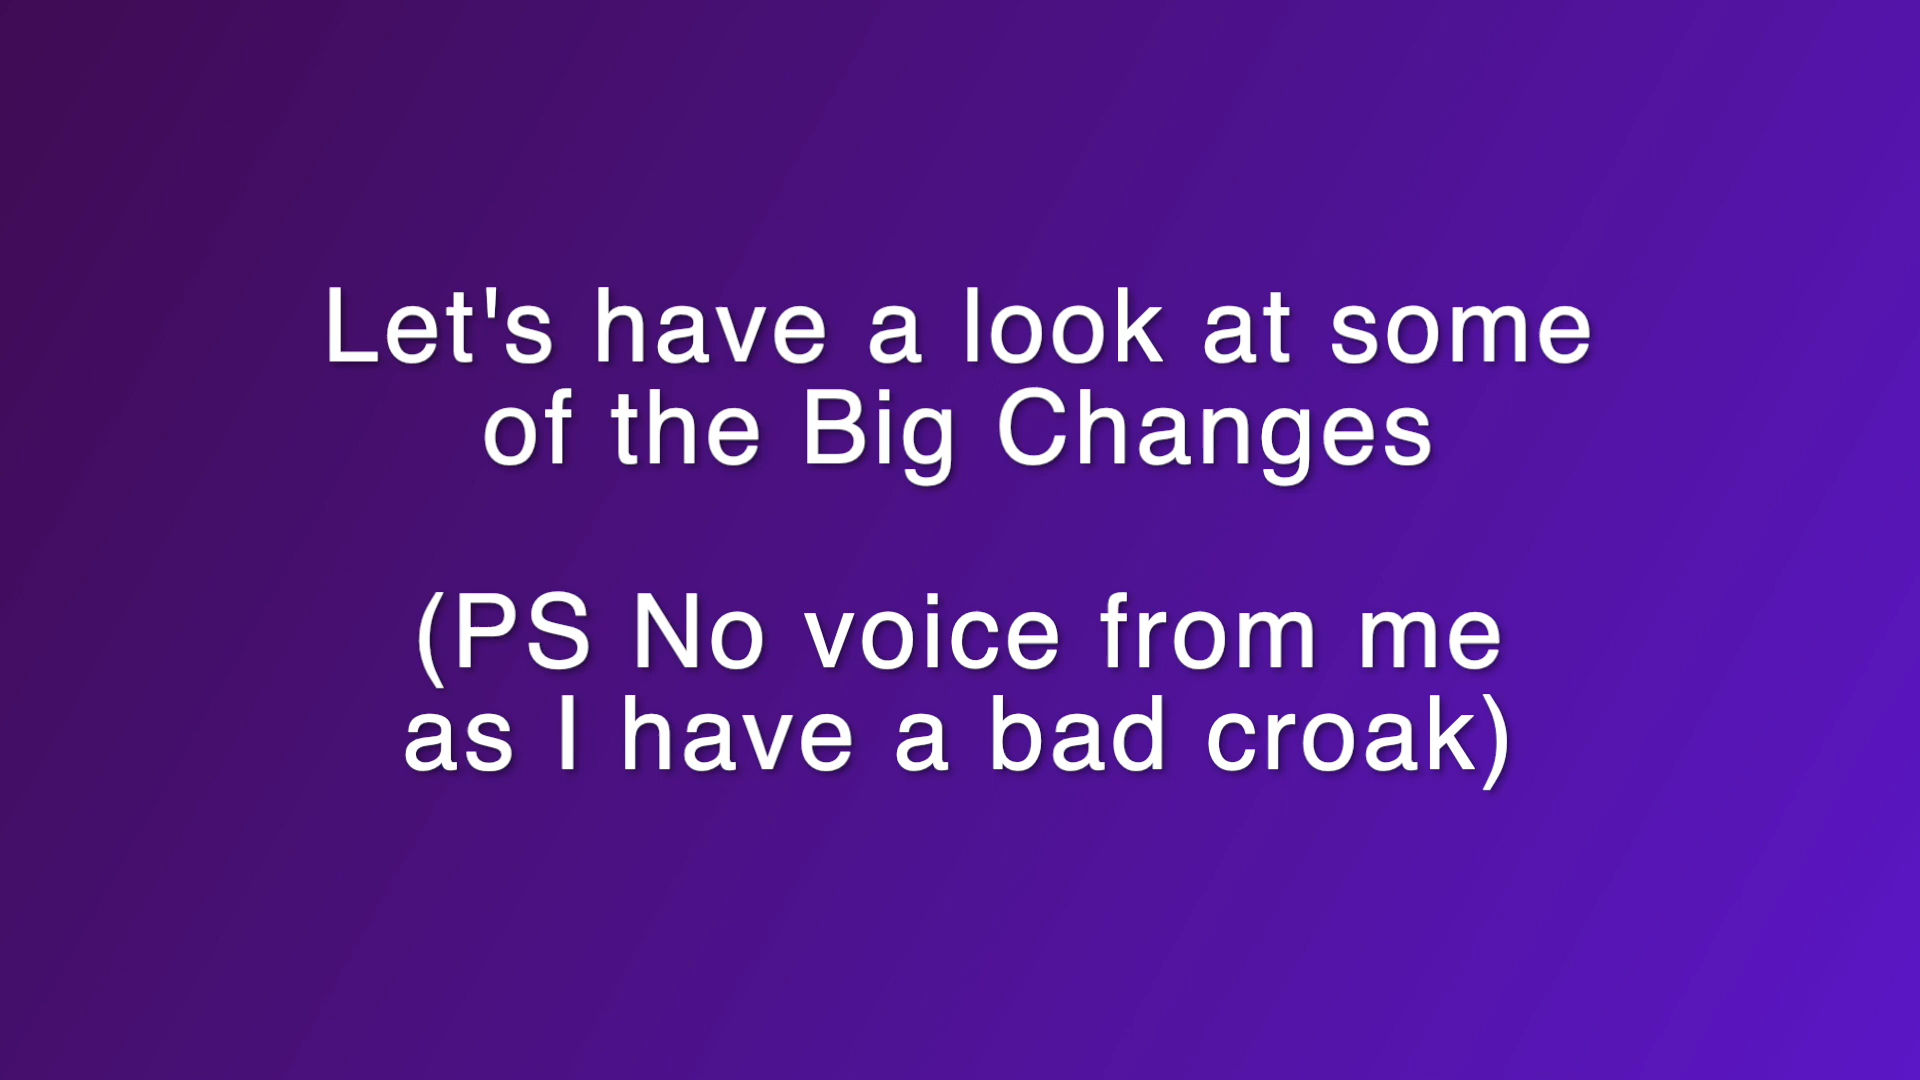 Let's have a look at some
of the Big Changes
(PS No voice from me
as I have a bad croak)